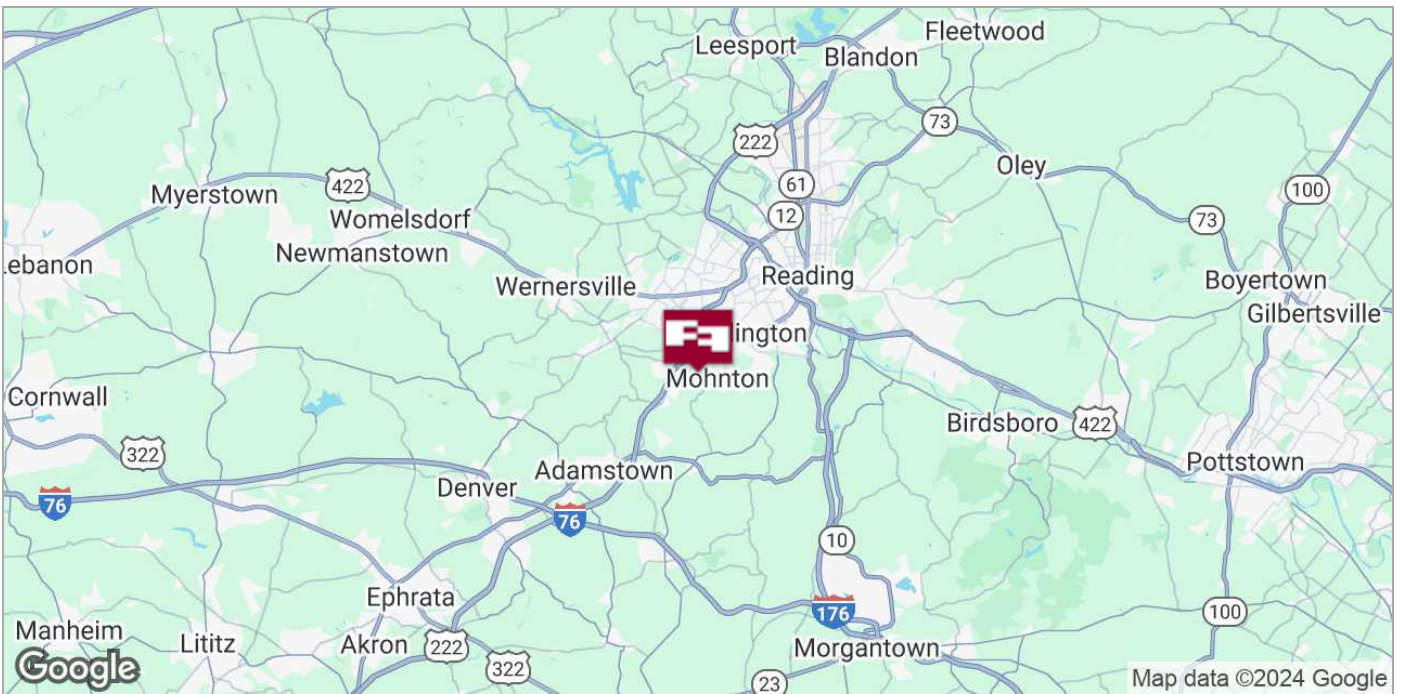 Fleetwood
Leesport
Blandon
73
222
Oley
61
100
422
Myerstown
12
73
Womelsdorf
Newmanstown
ebanon
Reading
Boyertown
Wernersville
Gilbertsville
ington
Mohnton
Cornwall
Birdsboro
422
322
Pottstown
Adamstown
Denver
76
76
10
Ephrata
176
100
Manheim
Lititz
Akron
222
Morgantown
322
Google
23
Map data ©2024 Google